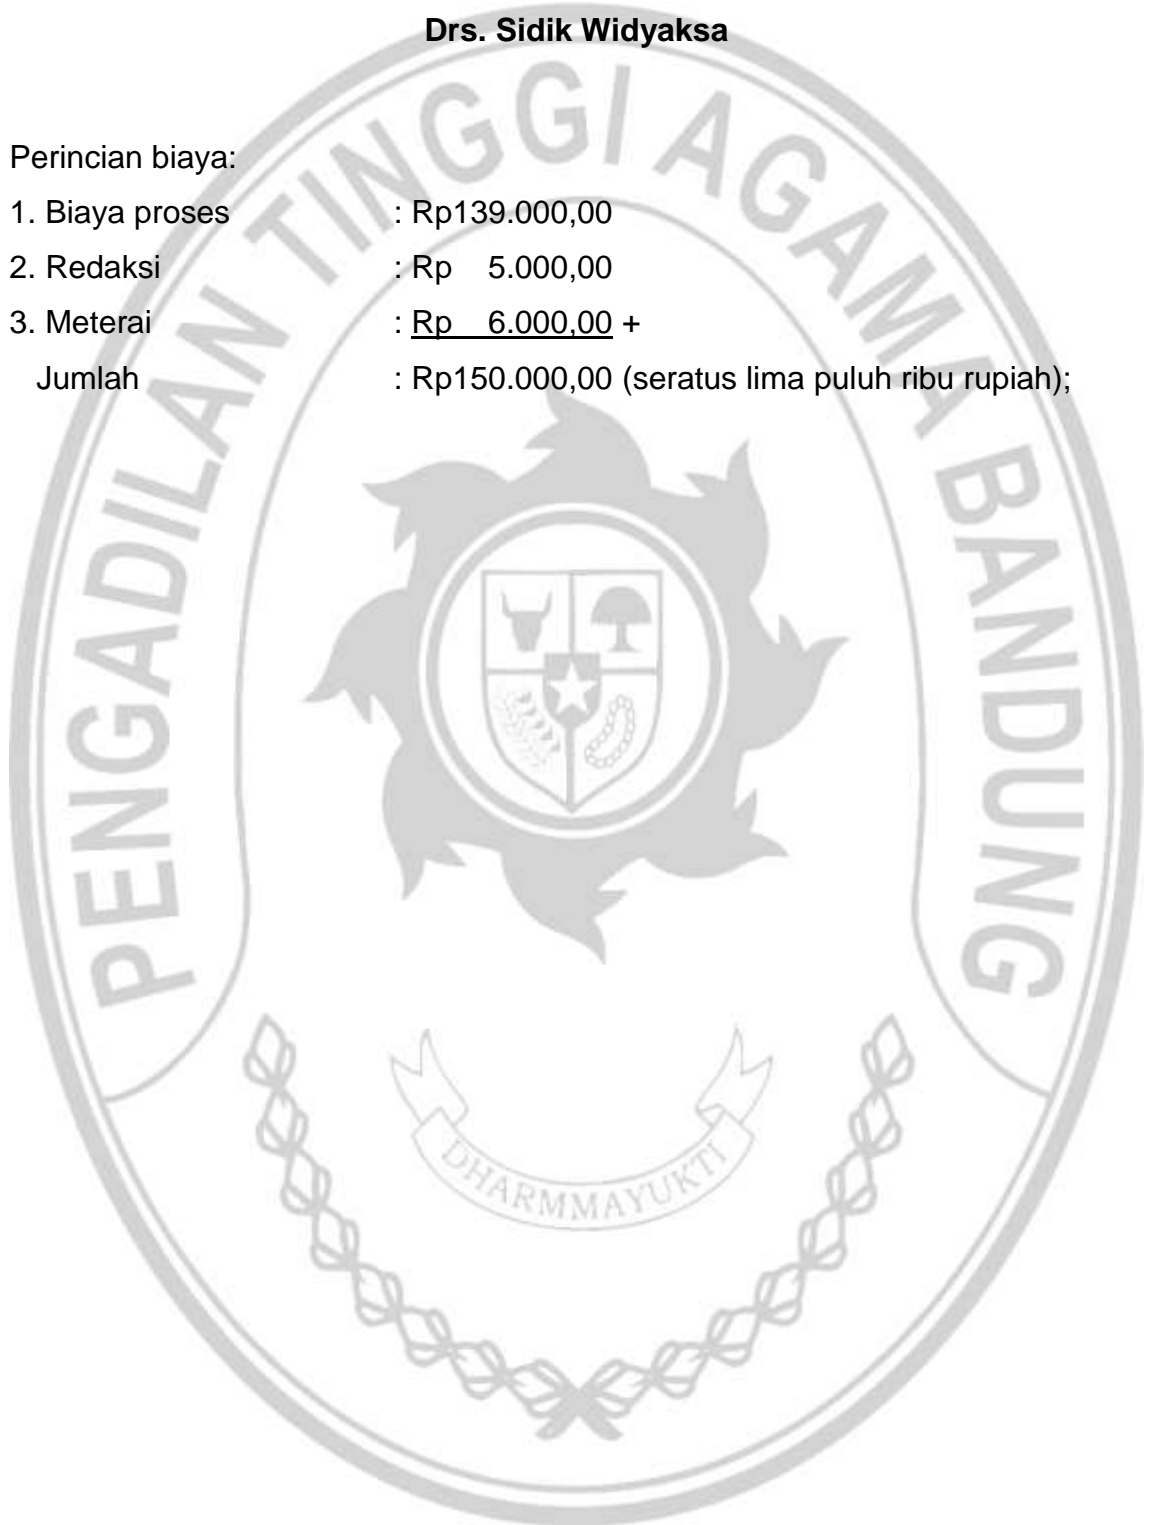 Drs. Sidik Widyaksa
Perincian biaya:
1. Biaya proses : Rp139.000,00
2. Redaksi : Rp 5.000,00
3. Meterai : Rp 6.000,00 +
Jumlah : Rp150.000,00 (seratus lima puluh ribu rupiah);
PENGADILAN TINGGI AGAMA BANDUNG
DHARMMAYUKTI